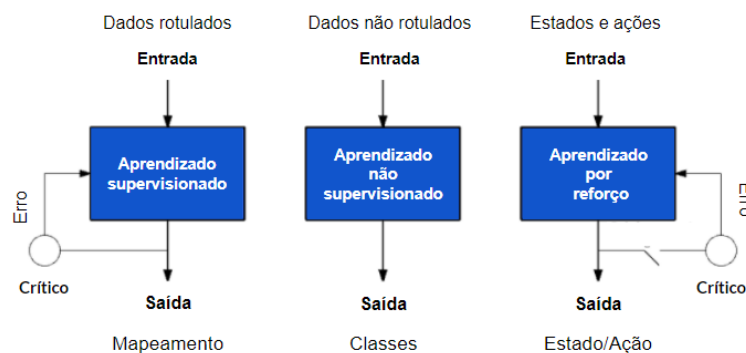 Dados rotulados
Dados não rotulados
Estados e ações
Entrada
Entrada
Entrada
Aprendizado
supervisionado
Aprendizado
não
supervisionado
Aprendizado
por
reforço
Erro
Erro
Crítico
Crítico
Saída
Saída
Saída
Mapeamento
Classes
Estado/Ação